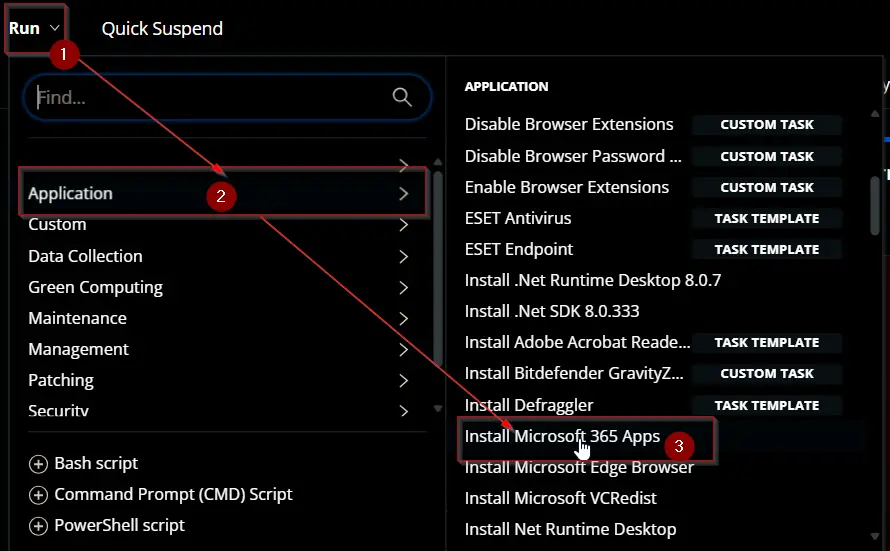 Run
Quick Suspend
1
Find...
Application
2
Custom
Data Collection
Green Computing
Maintenance
Management
Patching
Security
Bash script
Command Prompt (CMD) Script
PowerShell script
APPLICATION
Disable Browser Extensions CUSTOM TASK
Disable Browser Password ... CUSTOM TASK
Enable Browser Extensions CUSTOM TASK
ESET Antivirus TASK TEMPLATE
ESET Endpoint TASK TEMPLATE
Install .Net Runtime Desktop 8.0.7
Install .Net SDK 8.0.333
Install Adobe Acrobat Reade... TASK TEMPLATE
Install Bitdefender GravityZ... CUSTOM TASK
Install Defraggler TASK TEMPLATE
Install Microsoft 365 Apps 3
Install Microsoft Edge Browser
Install Microsoft VCRedist
Install Net Runtime Desktop